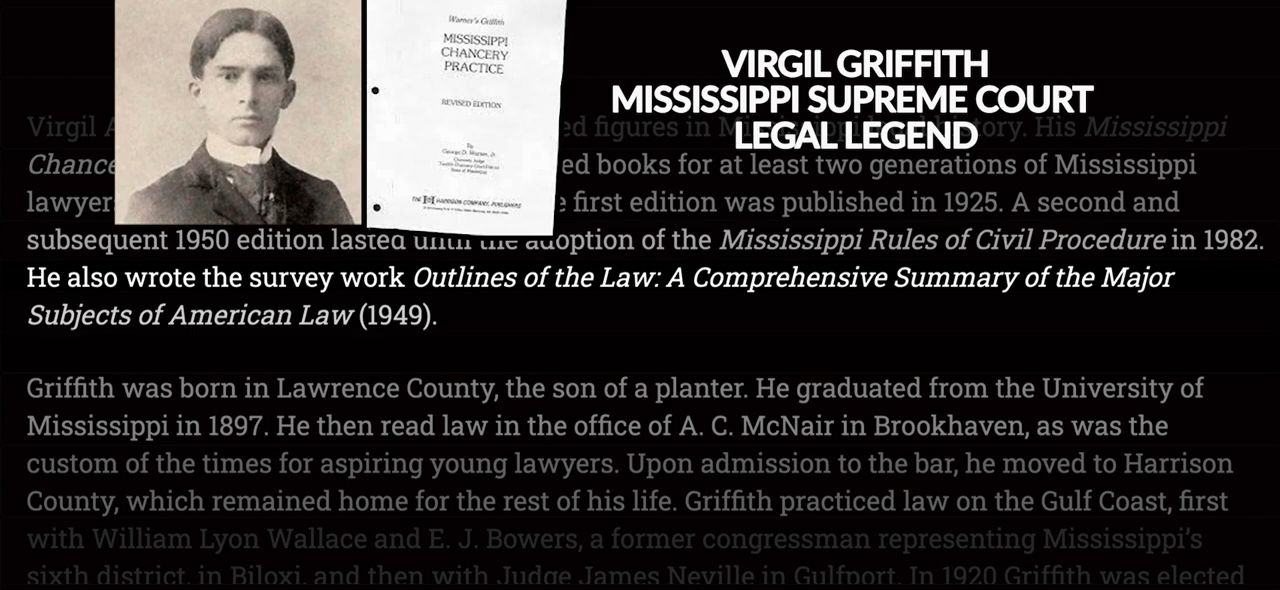 Warner's Griffith
MISSISSIPPI
CHANCERY
PRACTICE
REVISED EDITION
By
George D. Warner, Jr.
Chancery Judge
State of Mississippi
THE HARRISON COMPANY, PUBLISHERS
VIRGIL GRIFFITH
MISSISSIPPI SUPREME COURT
LEGAL LEGEND
Virgil A ed figures in M tory. His Mississippi
Chance ed books for at least two generations of Mississippi
lawyer e first edition was published in 1925. A second and
subsequent 1950 edition lasted until the adoption of the Mississippi Rules of Civil Procedure in 1982.
He also wrote the survey work Outlines of the Law: A Comprehensive Summary of the Major
Subjects of American Law (1949).
Griffith was born in Lawrence County, the son of a planter. He graduated from the University of
Mississippi in 1897. He then read law in the office of A. C. McNair in Brookhaven, as was the
custom of the times for aspiring young lawyers. Upon admission to the bar, he moved to Harrison
County, which remained home for the rest of his life. Griffith practiced law on the Gulf Coast, first
with William Lyon Wallace and E. J. Bowers, a former congressman representing Mississippi's
sixth district, in Biloxi, and then with Judge James Neville in Gulfport. In 1920 Griffith was elected